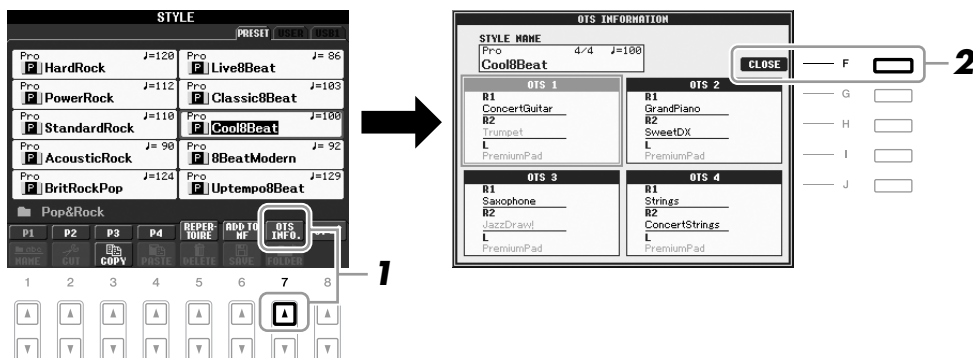 STYLE
PRESET USER USB1
Pro ♩=120 Pro ♩= 86
P HardRock P Live8Beat
Pro ♩=112 Pro ♩=103
P PowerRock P Classic8Beat
Pro ♩=110 Pro ♩=100
P StandardRock P Cool8Beat
Pro ♩= 90 Pro ♩= 92
P AcousticRock P 8BeatModern
Pro ♩=124 Pro ♩=129
P BritRockPop P Uptempo8Beat
Pop&Rock
P1 P2 P3 P4 REPER-TOIRE ADD TO MF OTS INFO.
NAME CUT COPY PASTE DELETE SAVE FOLDER
1 2 3 4 5 6 7 8
1
OTS INFORMATION
STYLE NAME
Pro 4/4 ♩=100
Cool8Beat
CLOSE
F
G
H
I
J
2
OTS 1
R1
ConcertGuitar
R2
Trumpet
L
PremiumPad
OTS 2
R1
GrandPiano
R2
SweetDX
L
PremiumPad
OTS 3
R1
Saxophone
R2
JazzDraw!
L
PremiumPad
OTS 4
R1
Strings
R2
ConcertStrings
L
PremiumPad